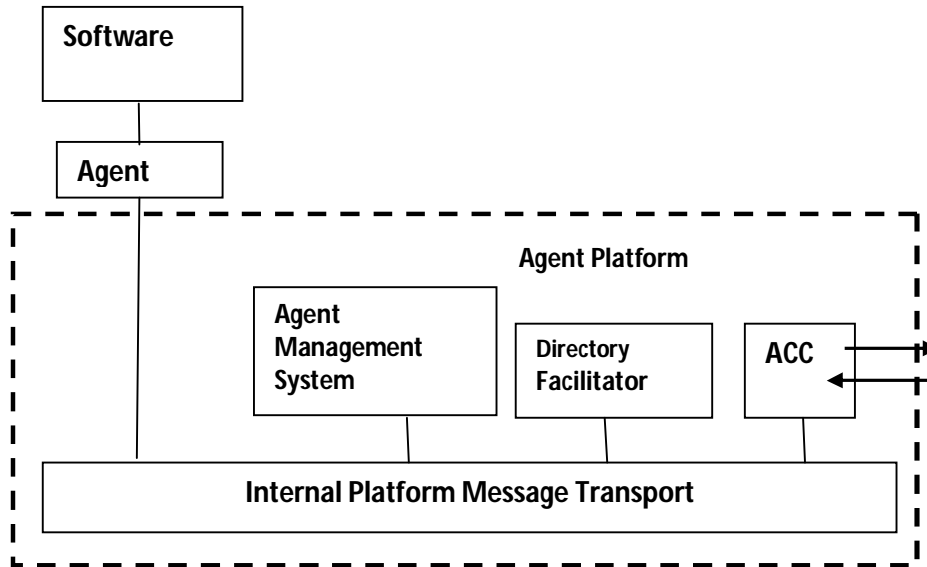 Software
Agent
Agent Platform
Agent
Management
System
Directory
Facilitator
ACC
Internal Platform Message Transport